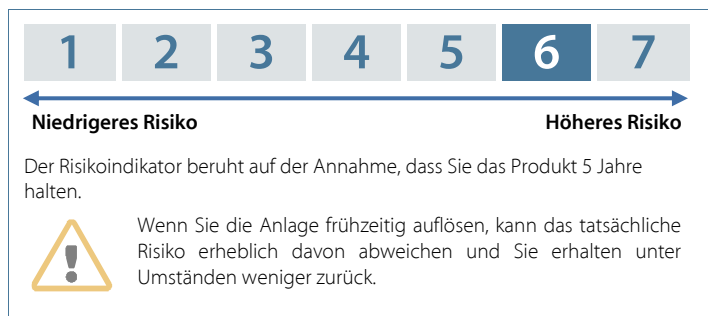 1 2 3 4 5 6 7
Niedrigeres Risiko Höheres Risiko
Der Risikoindikator beruht auf der Annahme, dass Sie das Produkt 5 Jahre
halten.
Wenn Sie die Anlage frühzeitig auflösen, kann das tatsächliche
Risiko erheblich davon abweichen und Sie erhalten unter
Umständen weniger zurück.